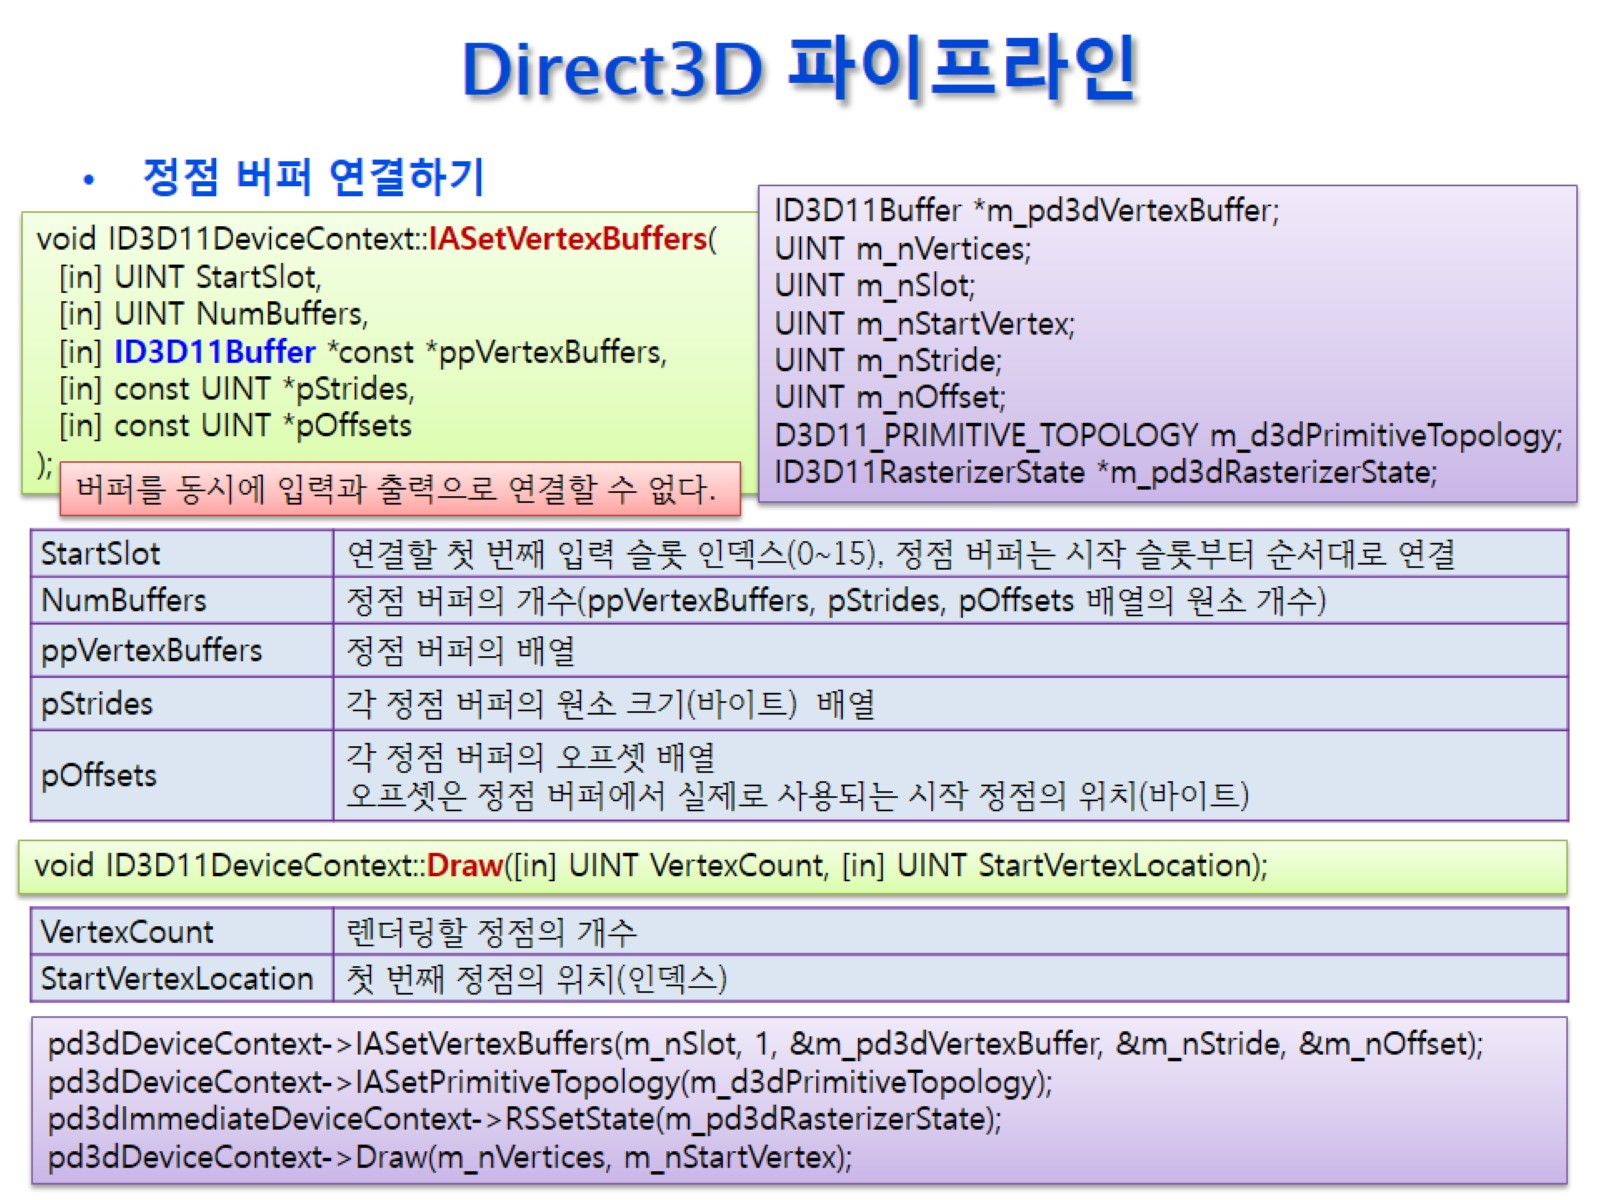 Direct3D 파이프라인
• 정점 버퍼 연결하기
void ID3D11DeviceContext::IASetVertexBuffers(
[in] UINT StartSlot,
[in] UINT NumBuffers,
[in] ID3D11Buffer *const *ppVertexBuffers,
[in] const UINT *pStrides,
[in] const UINT *pOffsets
);
버퍼를 동시에 입력과 출력으로 연결할 수 없다.
ID3D11Buffer *m_pd3dVertexBuffer;
UINT m_nVertices;
UINT m_nSlot;
UINT m_nStartVertex;
UINT m_nStride;
UINT m_nOffset;
D3D11_PRIMITIVE_TOPOLOGY m_d3dPrimitiveTopology;
ID3D11RasterizerState *m_pd3dRasterizerState;
StartSlot 연결할 첫 번째 입력 슬롯 인덱스(0~15), 정점 버퍼는 시작 슬롯부터 순서대로 연결
NumBuffers 정점 버퍼의 개수(ppVertexBuffers, pStrides, pOffsets 배열의 원소 개수)
ppVertexBuffers 정점 버퍼의 배열
pStrides 각 정점 버퍼의 원소 크기(바이트) 배열
pOffsets 각 정점 버퍼의 오프셋 배열
오프셋은 정점 버퍼에서 실제로 사용되는 시작 정점의 위치(바이트)
void ID3D11DeviceContext::Draw([in] UINT VertexCount, [in] UINT StartVertexLocation);
VertexCount 렌더링할 정점의 개수
StartVertexLocation 첫 번째 정점의 위치(인덱스)
pd3dDeviceContext->IASetVertexBuffers(m_nSlot, 1, &m_pd3dVertexBuffer, &m_nStride, &m_nOffset);
pd3dDeviceContext->IASetPrimitiveTopology(m_d3dPrimitiveTopology);
pd3dImmediateDeviceContext->RSSetState(m_pd3dRasterizerState);
pd3dDeviceContext->Draw(m_nVertices, m_nStartVertex);